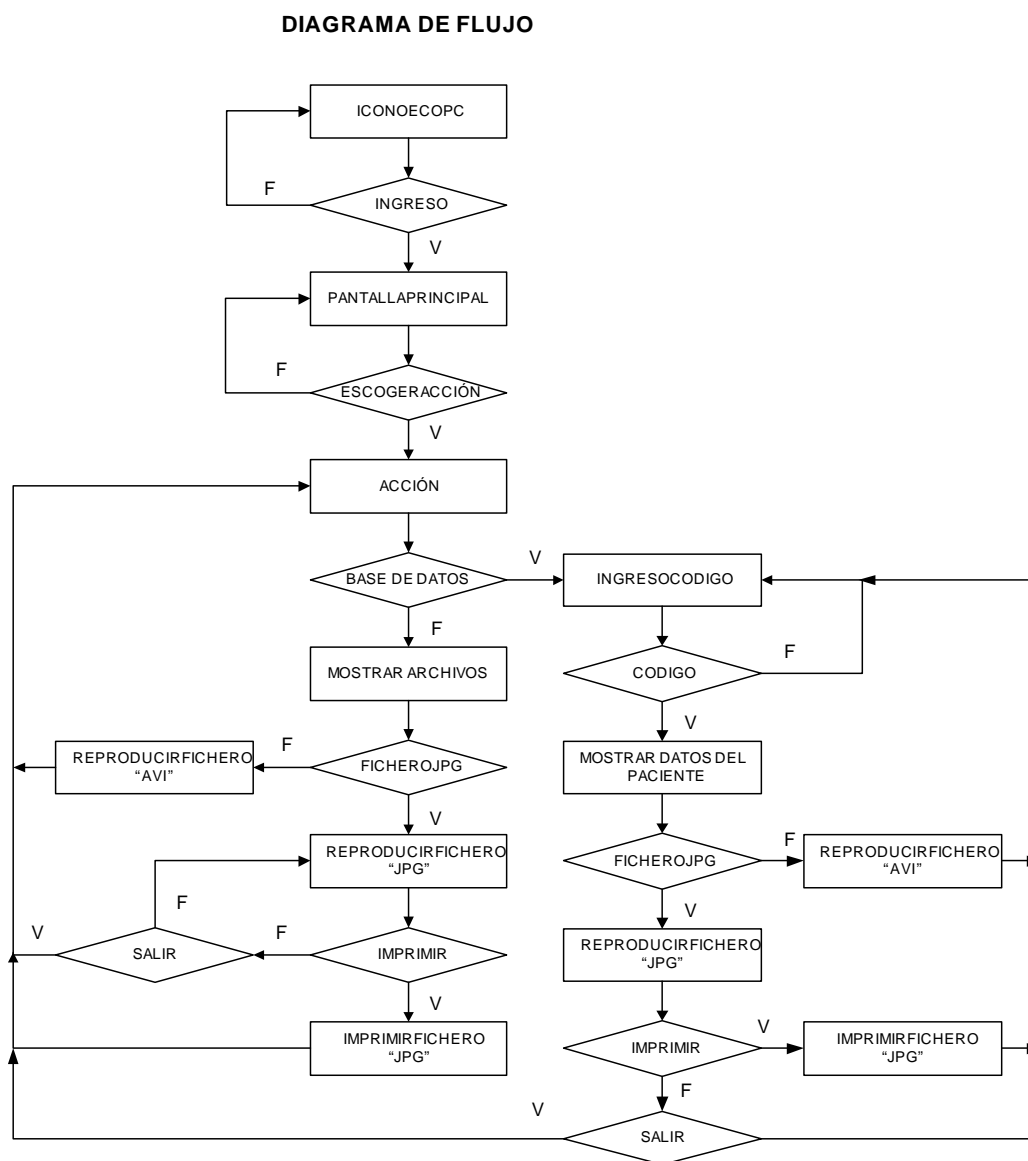 DIAGRAMA DE FLUJO
ICONOECOPC
F
INGRESO
V
PANTALLAPRINCIPAL
F
ESCOGERACCIÓN
V
ACCIÓN
BASE DE DATOS
V
INGRESOCODIGO
F
MOSTRAR ARCHIVOS
CODIGO
F
V
REPRODUCIRFICHERO
“AVI”
F
FICHEROJPG
MOSTRAR DATOS DEL
PACIENTE
V
REPRODUCIRFICHERO
“JPG”
FICHEROJPG
F
REPRODUCIRFICHERO
“AVI”
F
V
V
SALIR
F
IMPRIMIR
REPRODUCIRFICHERO
“JPG”
V
IMPRIMIRFICHERO
“JPG”
IMPRIMIR
V
IMPRIMIRFICHERO
“JPG”
F
V
SALIR